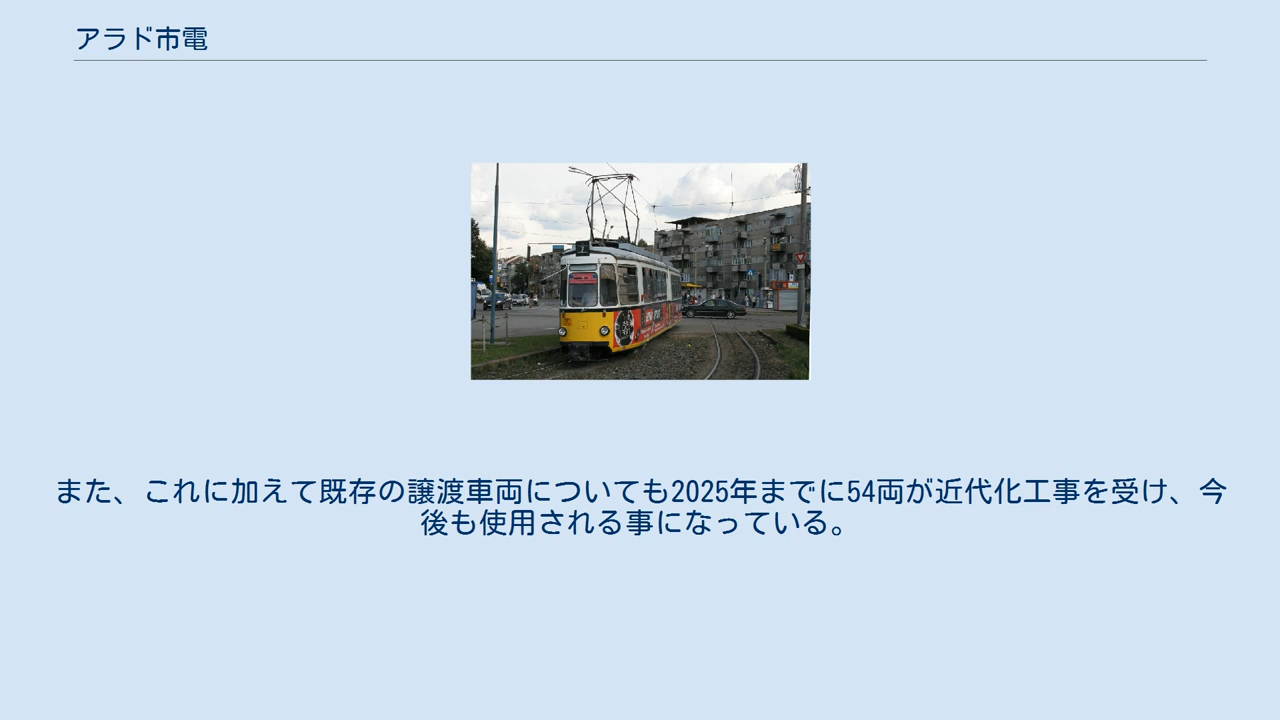 アラド市電
また、これに加えて既存の譲渡車両についても2025年までに54両が近代化工事を受け、今
後も使用される事になっている。